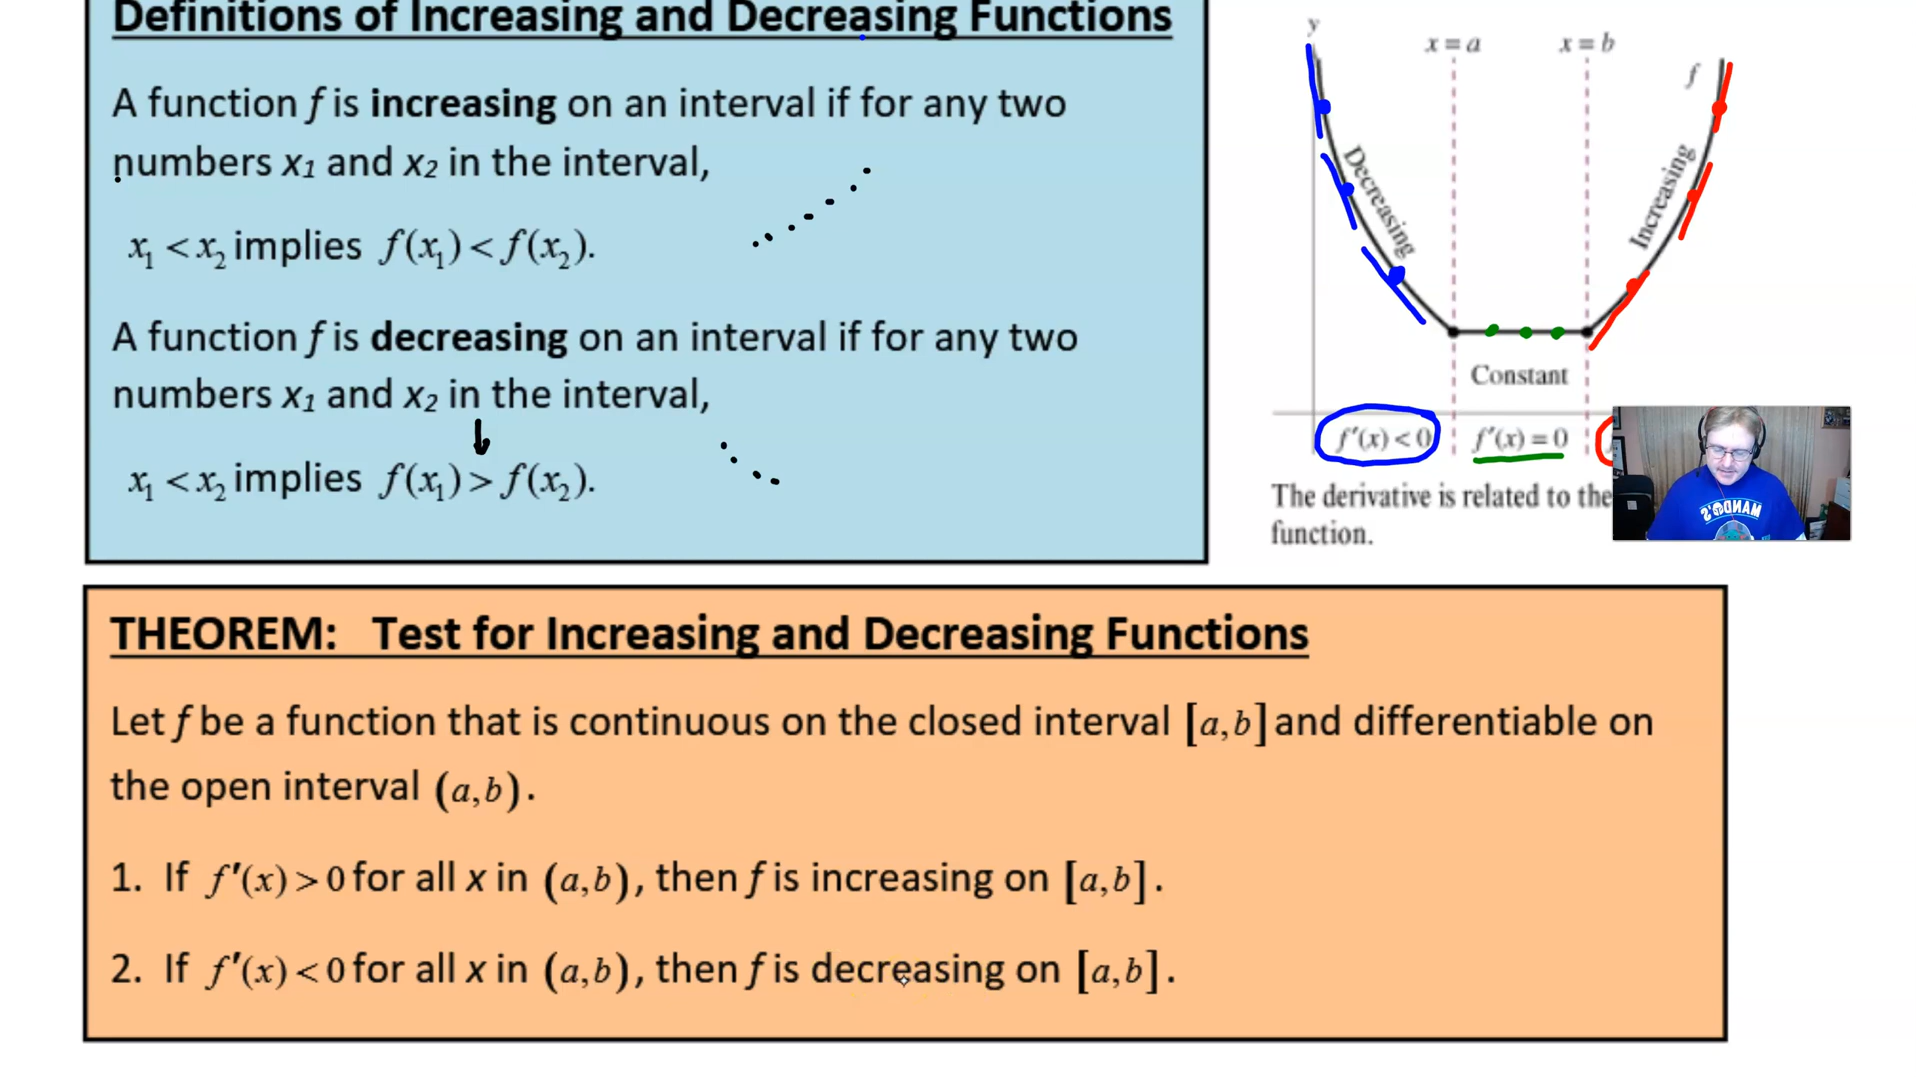 Definitions of Increasing and Decreasing Functions
A function f is increasing on an interval if for any two
numbers x₁ and x₂ in the interval,
x₁ < x₂ implies f(x₁) < f(x₂).
A function f is decreasing on an interval if for any two
numbers x₁ and x₂ in the interval,
x₁ < x₂ implies f(x₁) > f(x₂).
y
x = a
x = b
f
Decreasing
Increasing
Constant
f′(x) < 0
f′(x) = 0
The derivative is related to the
function.
MANDO'S
THEOREM: Test for Increasing and Decreasing Functions
Let f be a function that is continuous on the closed interval [a,b] and differentiable on
the open interval (a,b).
1. If f′(x) > 0 for all x in (a,b), then f is increasing on [a,b].
2. If f′(x) < 0 for all x in (a,b), then f is decreasing on [a,b].